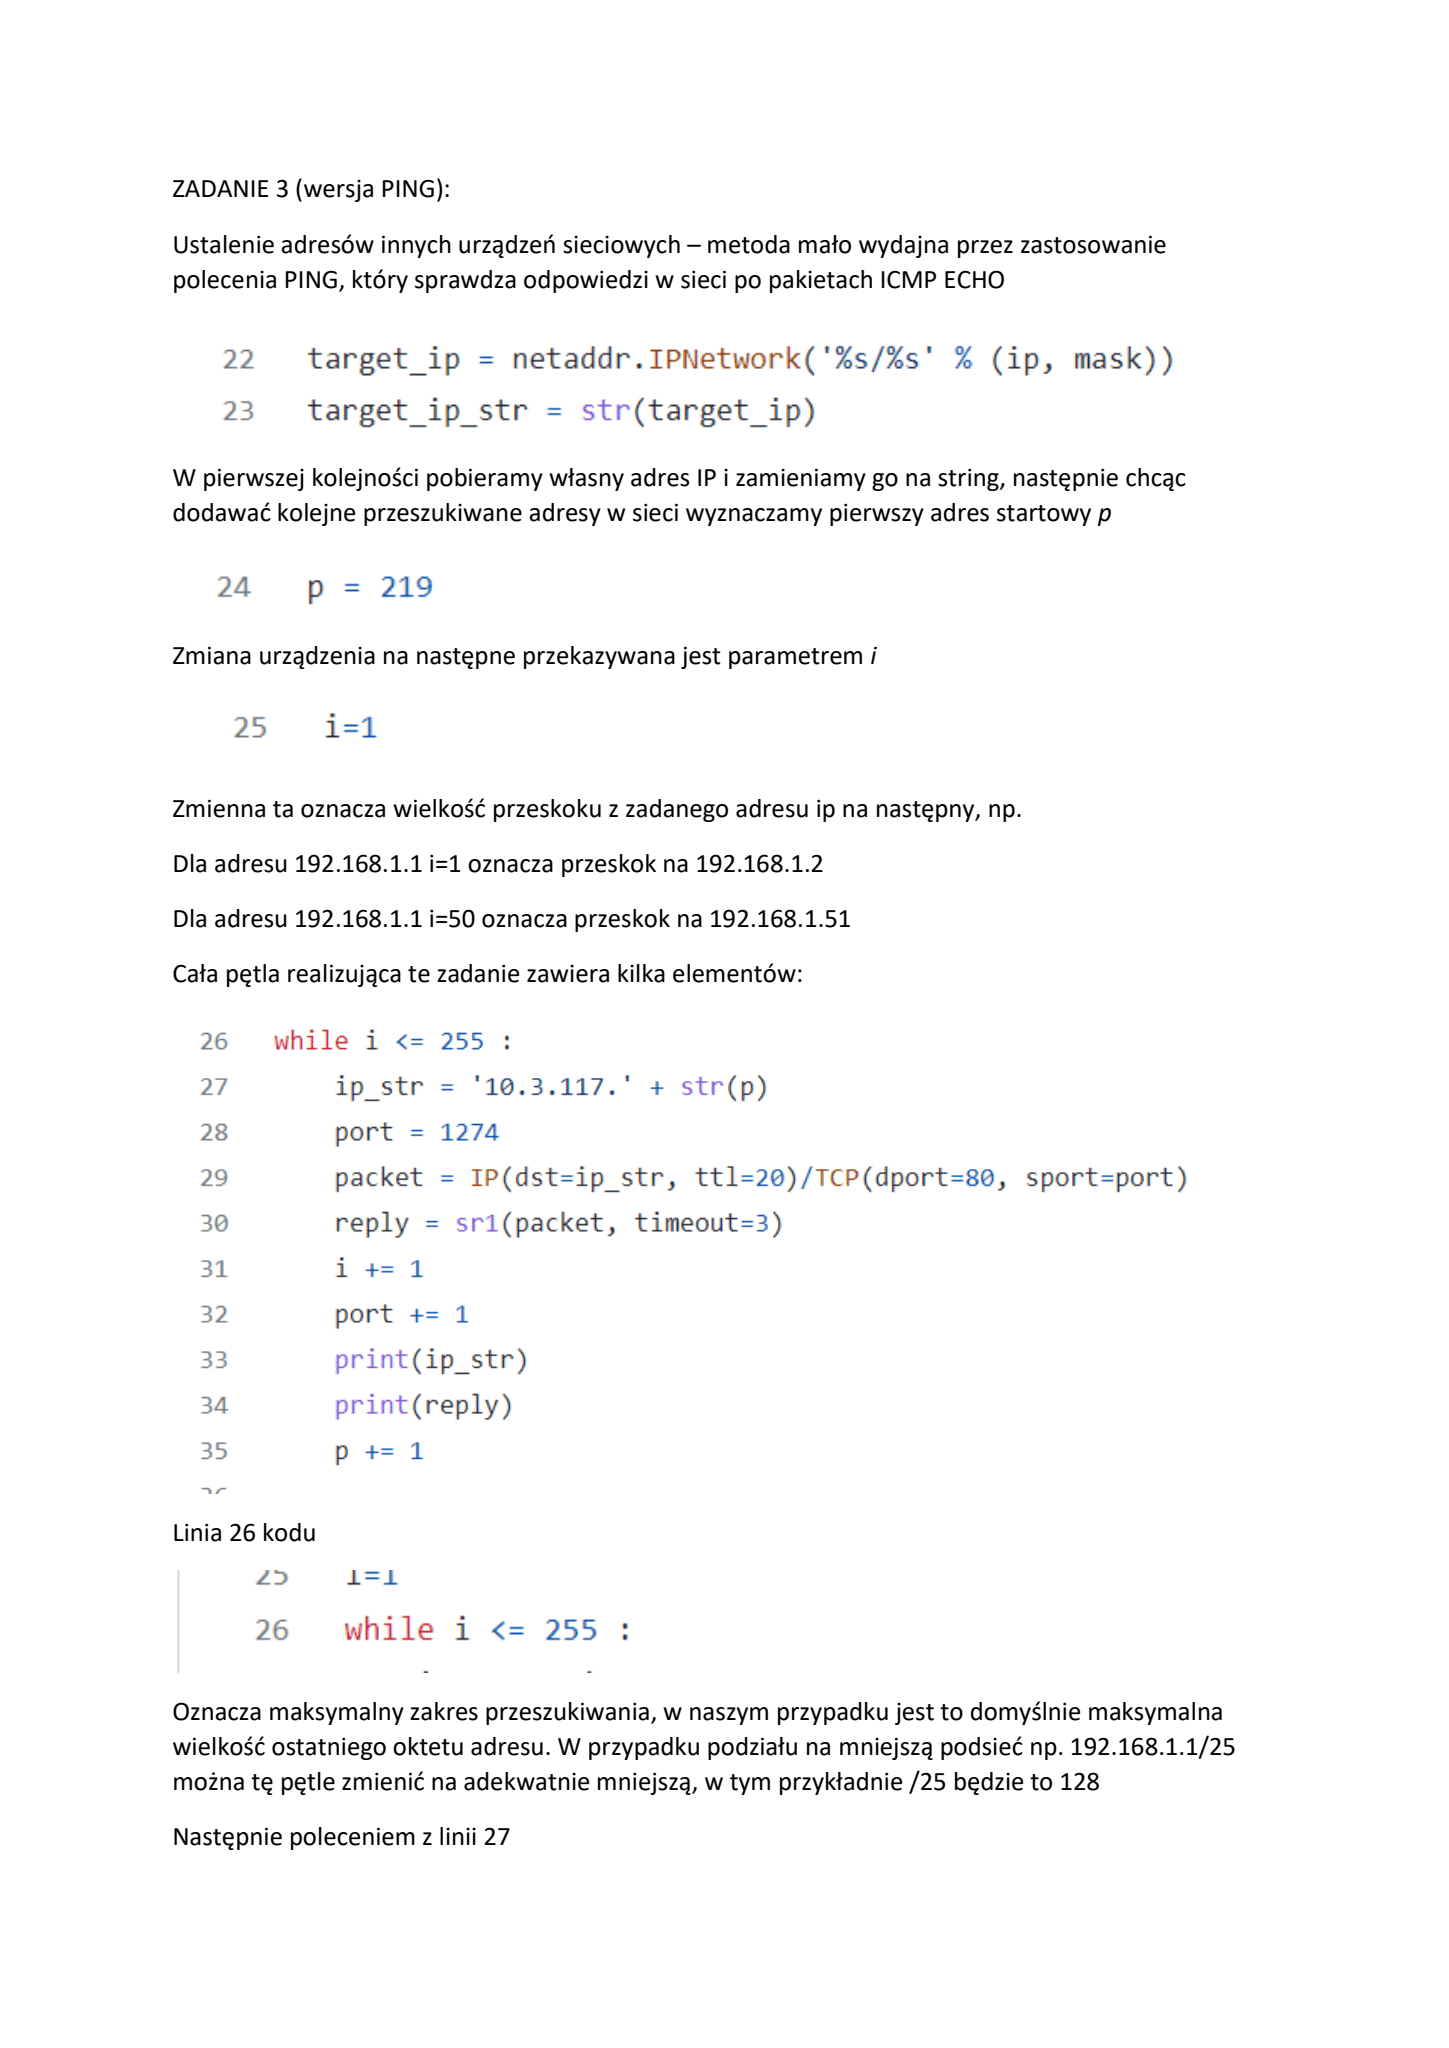 ZADANIE 3 (wersja PING):
Ustalenie adresów innych urządzeń sieciowych – metoda mało wydajna przez zastosowanie
polecenia PING, który sprawdza odpowiedzi w sieci po pakietach ICMP ECHO
22 target_ip = netaddr.IPNetwork('%s/%s' % (ip, mask))
23 target_ip_str = str(target_ip)
W pierwszej kolejności pobieramy własny adres IP i zamieniamy go na string, następnie chcąc
dodawać kolejne przeszukiwane adresy w sieci wyznaczamy pierwszy adres startowy p
24 p = 219
Zmiana urządzenia na następne przekazywana jest parametrem i
25 i=1
Zmienna ta oznacza wielkość przeskoku z zadanego adresu ip na następny, np.
Dla adresu 192.168.1.1 i=1 oznacza przeskok na 192.168.1.2
Dla adresu 192.168.1.1 i=50 oznacza przeskok na 192.168.1.51
Cała pętla realizująca te zadanie zawiera kilka elementów:
26 while i <= 255 :
27 ip_str = '10.3.117.' + str(p)
28 port = 1274
29 packet = IP(dst=ip_str, ttl=20)/TCP(dport=80, sport=port)
30 reply = sr1(packet, timeout=3)
31 i += 1
32 port += 1
33 print(ip_str)
34 print(reply)
35 p += 1
Linia 26 kodu
25 i=1
26 while i <= 255 :
Oznacza maksymalny zakres przeszukiwania, w naszym przypadku jest to domyślnie maksymalna
wielkość ostatniego oktetu adresu. W przypadku podziału na mniejszą podsieć np. 192.168.1.1/25
można tę pętle zmienić na adekwatnie mniejszą, w tym przykładnie /25 będzie to 128
Następnie poleceniem z linii 27